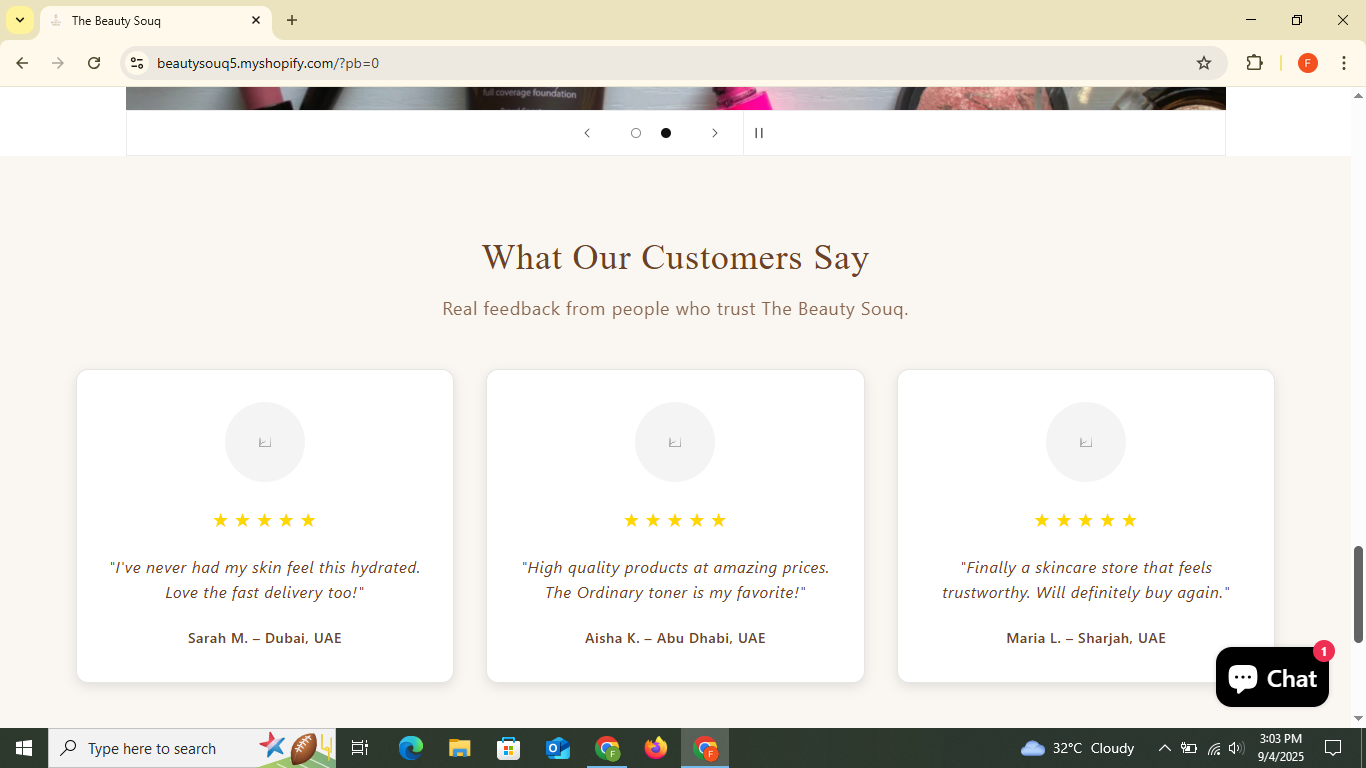 The Beauty Souq
beautysouq5.myshopify.com/?pb=0
F
full coverage foundation
What Our Customers Say
Real feedback from people who trust The Beauty Souq.
"I've never had my skin feel this hydrated.
Love the fast delivery too!"
Sarah M. – Dubai, UAE
"High quality products at amazing prices.
The Ordinary toner is my favorite!"
Aisha K. – Abu Dhabi, UAE
"Finally a skincare store that feels
trustworthy. Will definitely buy again."
Maria L. – Sharjah, UAE
1
Chat
Type here to search
32°C Cloudy
3:03 PM
9/4/2025